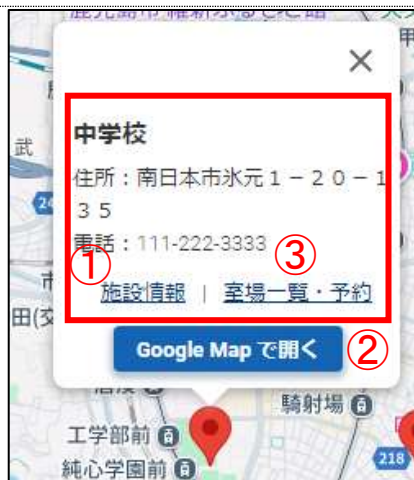 ×
武
中学校
住所：南日本市氷元１－２０－１
３５
電話：111-222-3333
① ③
施設情報 | 室場一覧・予約
田(交
Google Map で開く ②
騎射場
工学部前
218
純心学園前